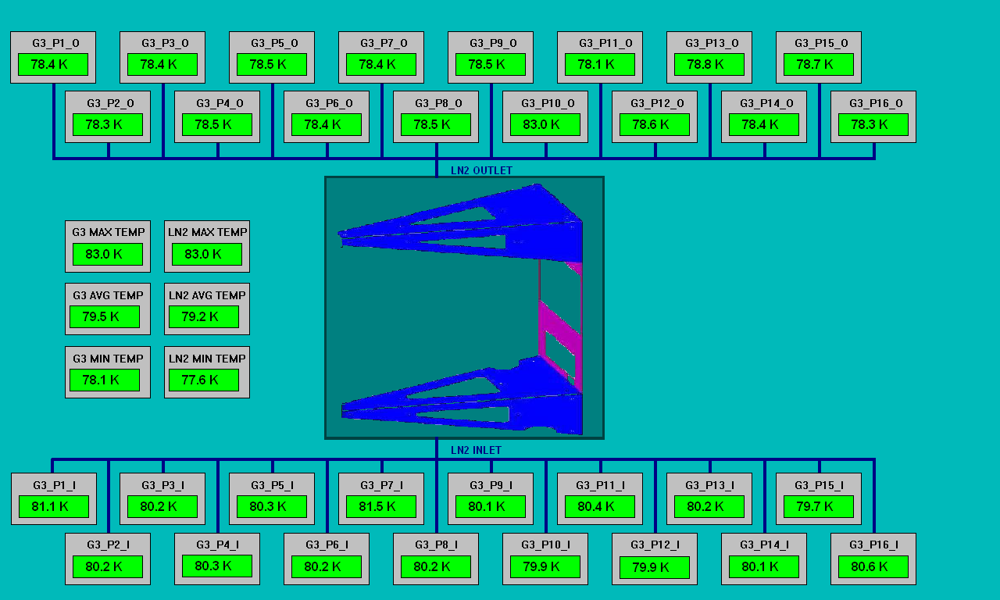 G3_P1_O G3_P3_O G3_P5_O G3_P7_O G3_P9_O G3_P11_O G3_P13_O G3_P15_O
78.4 K 78.4 K 78.5 K 78.4 K 78.5 K 78.1 K 78.8 K 78.7 K
G3_P2_O G3_P4_O G3_P6_O G3_P8_O G3_P10_O G3_P12_O G3_P14_O G3_P16_O
78.3 K 78.5 K 78.4 K 78.5 K 83.0 K 78.6 K 78.4 K 78.3 K
LN2 OUTLET
G3 MAX TEMP LN2 MAX TEMP
83.0 K 83.0 K
G3 AVG TEMP LN2 AVG TEMP
79.5 K 79.2 K
G3 MIN TEMP LN2 MIN TEMP
78.1 K 77.6 K
LN2 INLET
G3_P1_I G3_P3_I G3_P5_I G3_P7_I G3_P9_I G3_P11_I G3_P13_I G3_P15_I
81.1 K 80.2 K 80.3 K 81.5 K 80.1 K 80.4 K 80.2 K 79.7 K
G3_P2_I G3_P4_I G3_P6_I G3_P8_I G3_P10_I G3_P12_I G3_P14_I G3_P16_I
80.2 K 80.3 K 80.2 K 80.2 K 79.9 K 79.9 K 80.1 K 80.6 K